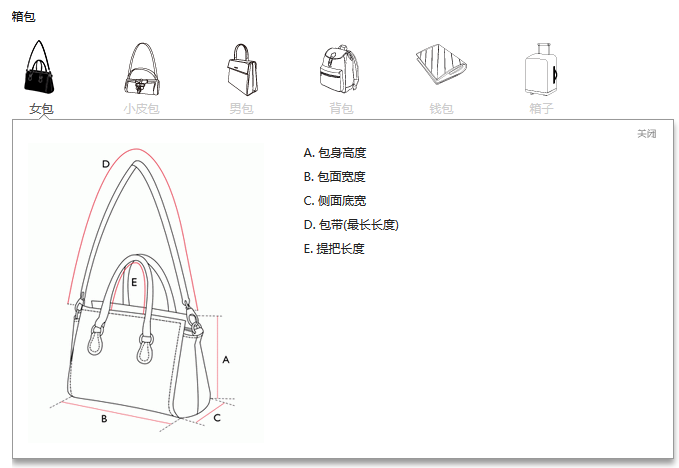 箱包
女包 小皮包 男包 背包 钱包 箱子
关闭
A. 包身高度
B. 包面宽度
C. 侧面底宽
D. 包带(最长长度)
E. 提把长度
D
E
A
B
C